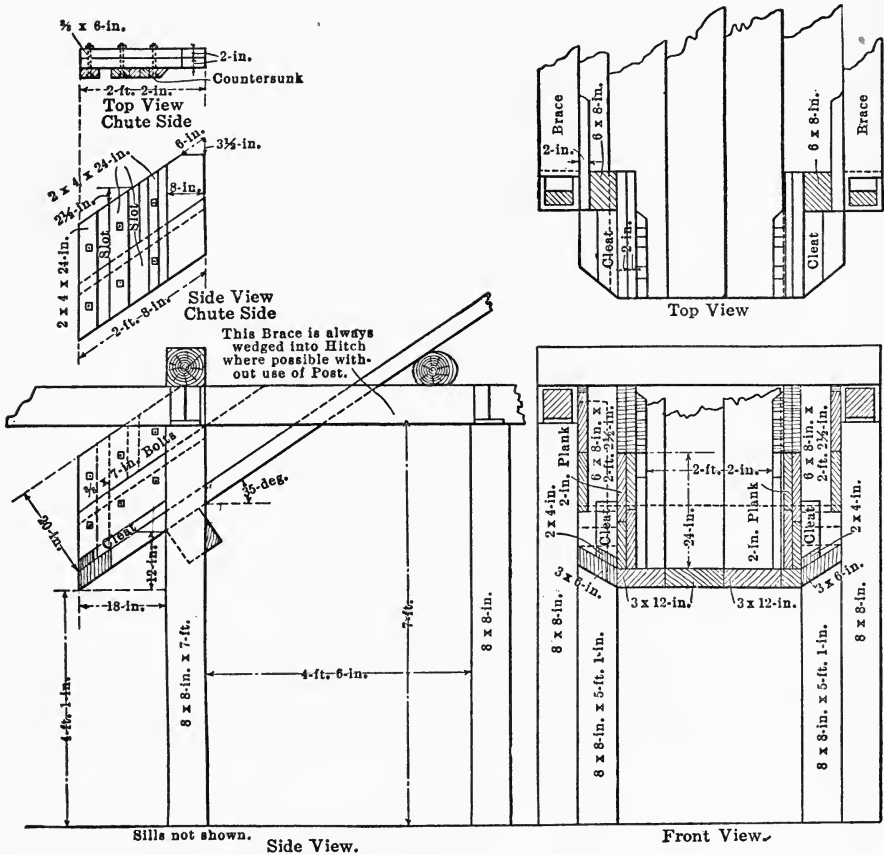 ⅜ x 6-in.
2-in.
Countersunk
2-ft. 2-in.
Top View
Chute Side
6-in.
3½-in.
2 x 4 x 24-in.
2½-in.
8-in.
Slot
Slot
2 x 4 x 24-in.
2-ft. 8-in.
Side View
Chute Side
This Brace is always
wedged into Hitch
where possible with-
out use of Post.
⅜ x 7-in. Bolts
35-deg.
20-in.
Cleat
12-in.
18-in.
4-ft. 1-in.
8 x 8-in. x 7-ft.
4-ft. 6-in.
7-ft.
8 x 8-in.
Sills not shown.
Side View.
Brace
6 x 8-in.
2-in.
Cleat
2-in.
6 x 8-in.
Brace
Cleat
Top View
6 x 8-in. x
2-ft. 2½-in.
2-in. Plank
2-ft. 2-in.
24-in.
2-in. Plank
6 x 8-in. x
2-ft. 2½-in.
2 x 4-in.
Cleat
Cleat
2 x 4-in.
3 x 6-in.
3 x 12-in.
3 x 12-in.
3 x 6-in.
8 x 8-in.
8 x 8-in. x 5-ft. 1-in.
8 x 8-in. x 5-ft. 1-in.
8 x 8-in.
Front View.